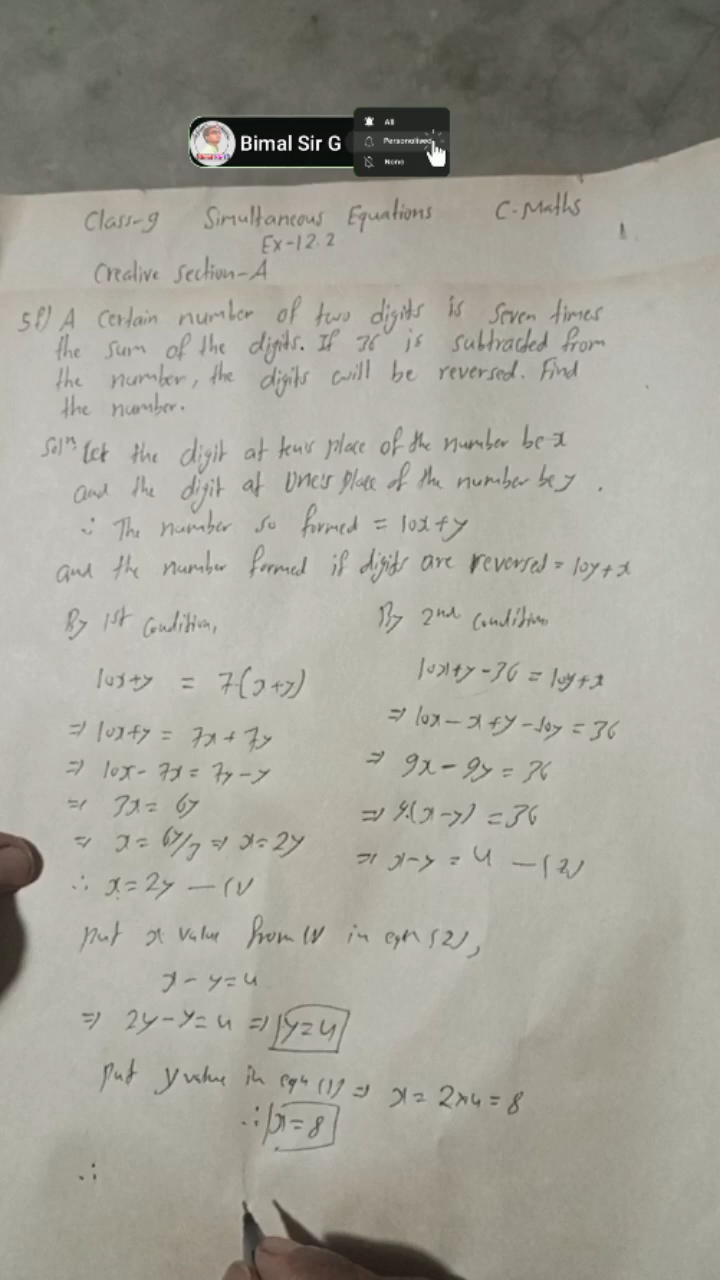 Bimal Sir G
All
Personalised
None
Class-9 Simultaneous Equations C-Maths
Ex-12.2
1
Creative section-A
5f) A certain number of two digits is seven times
the sum of the digits. If 36 is subtracted from
the number, the digits will be reversed. Find
the number.
Solⁿ: Let the digit at ten's place of the number be x
and the digit at one's place of the number be y.
∴ The number so formed = 10x+y
and the number formed if digits are reversed = 10y+x
By 1st condition,
10x+y = 7(x+y)
⇒ 10x+y = 7x+7y
⇒ 10x-7x=7y-y
⇒ 3x=6y
⇒ x=6y/3 ⇒ x=2y
∴ x=2y —(1)
By 2nd condition
10x+y-36=10y+x
⇒ 10x-x+y-10y=36
⇒ 9x-9y=36
⇒ 9(x-y)=36
⇒ x-y=4 —(2)
put x value from (1) in eqn (2),
x-y=4
⇒ 2y-y=4 ⇒ y=4
put y value in eqn (1) ⇒ x=2×4=8
∴ x=8
∴